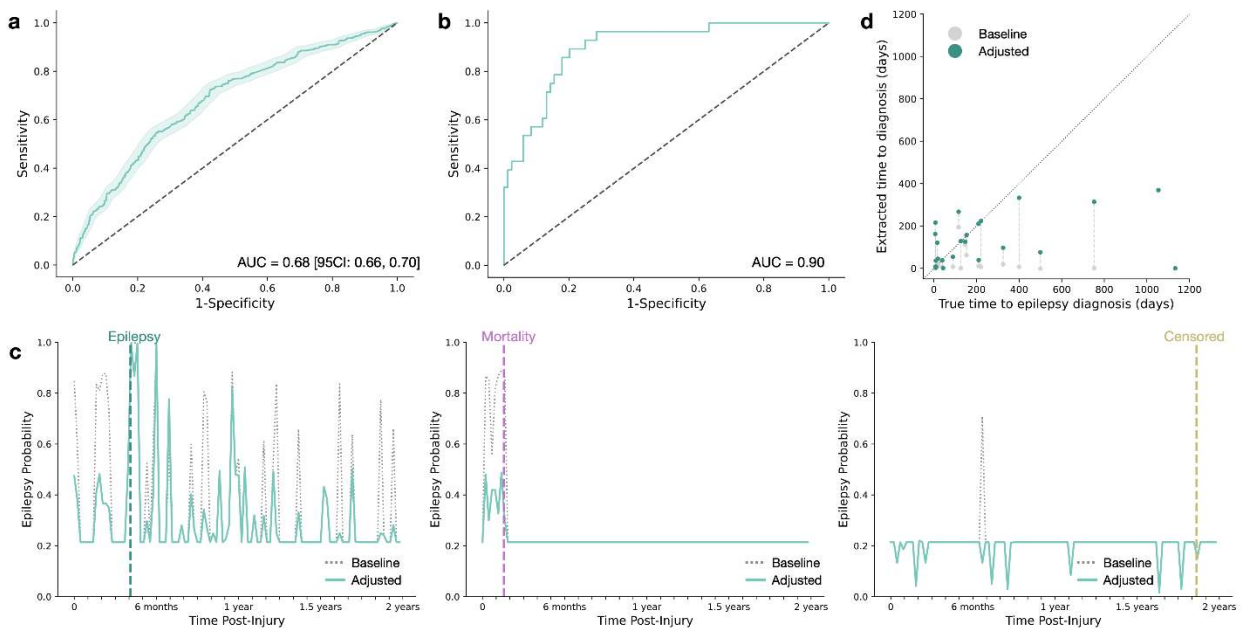 a
1.0
0.8
0.6
0.4
0.2
0.0
Sensitivity
AUC = 0.68 [95CI: 0.66, 0.70]
0.0 0.2 0.4 0.6 0.8 1.0
1-Specificity
b
1.0
0.8
0.6
0.4
0.2
0.0
Sensitivity
AUC = 0.90
0.0 0.2 0.4 0.6 0.8 1.0
1-Specificity
d
1200
1000
800
600
400
200
0
Extracted time to diagnosis (days)
Baseline
Adjusted
0 200 400 600 800 1000 1200
True time to epilepsy diagnosis (days)
c
Epilepsy
1.0
0.8
0.6
0.4
0.2
0.0
Epilepsy Probability
Baseline
Adjusted
0 6 months 1 year 1.5 years 2 years
Time Post-Injury
Mortality
1.0
0.8
0.6
0.4
0.2
0.0
Epilepsy Probability
Baseline
Adjusted
0 6 months 1 year 1.5 years 2 years
Time Post-Injury
Censored
1.0
0.8
0.6
0.4
0.2
0.0
Epilepsy Probability
Baseline
Adjusted
0 6 months 1 year 1.5 years 2 years
Time Post-Injury